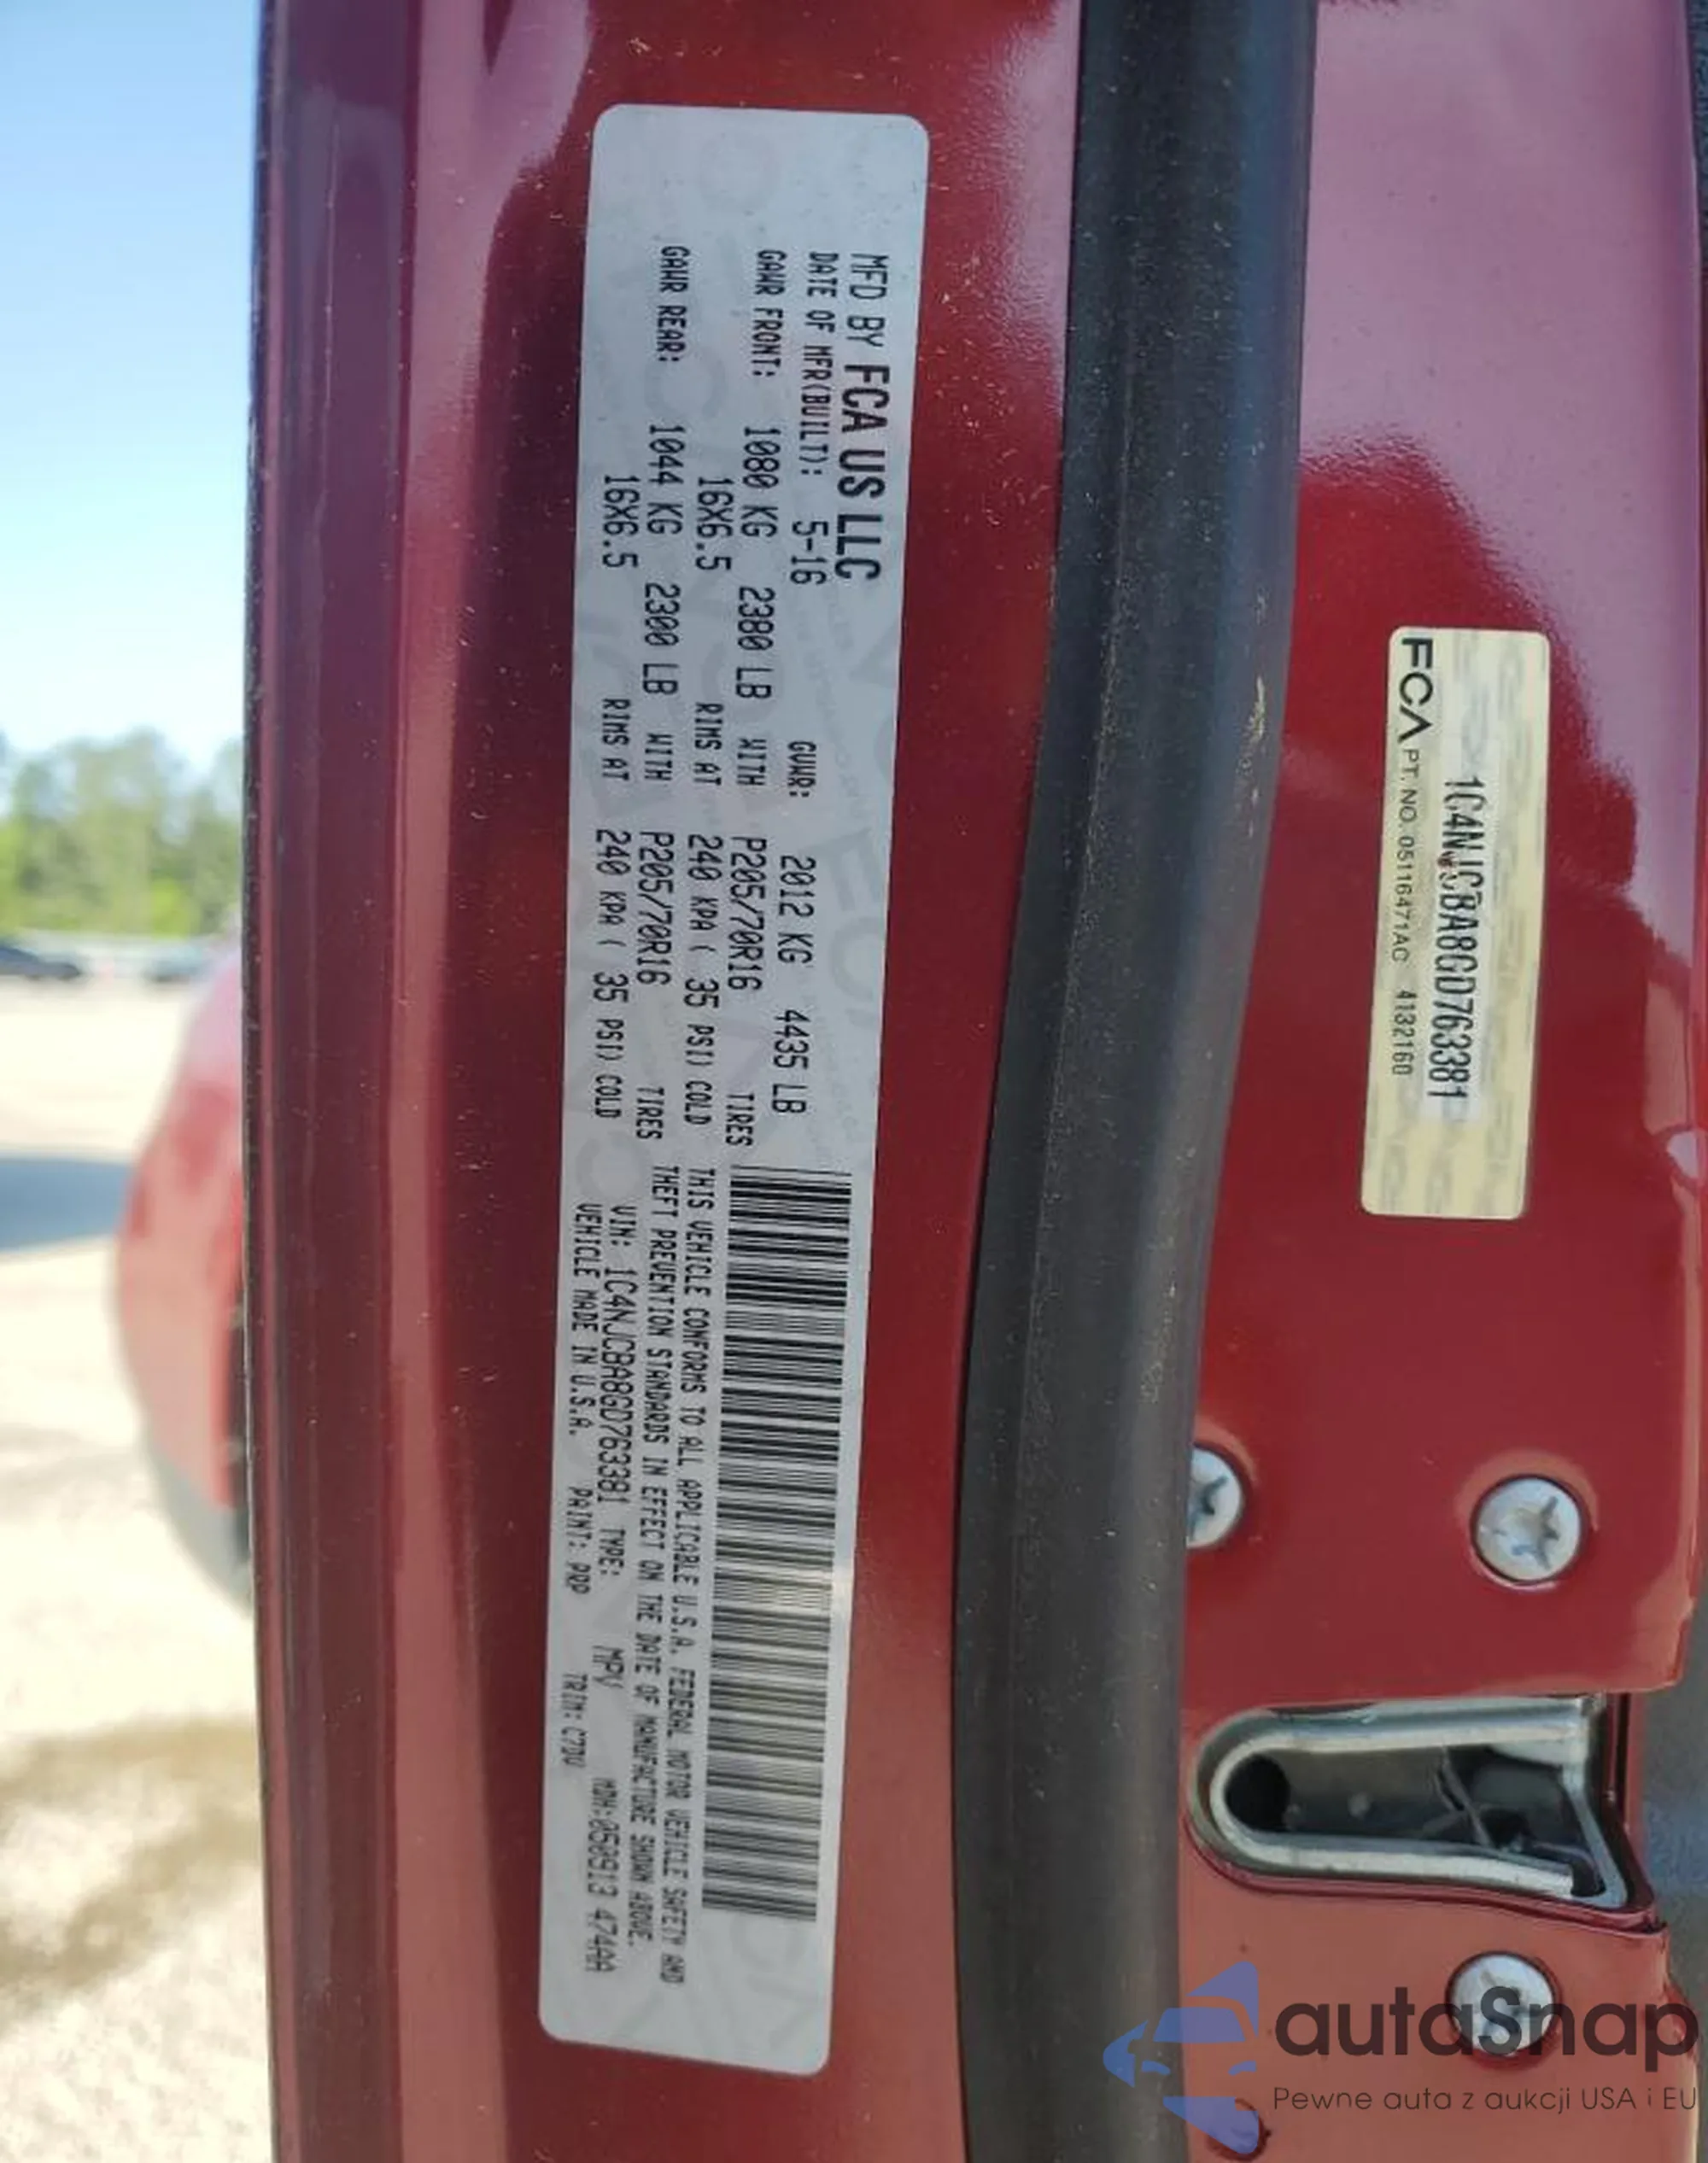 MFD BY FCA US LLC
DATE OF MFR(BUILT): 5-16 GVWR: 2012 KG 4435 LB
GAWR FRONT: 1080 KG 2380 LB WITH P205/70R16 TIRES
16X6.5 RIMS AT 240 KPA ( 35 PSI) COLD
GAWR REAR: 1044 KG 2300 LB WITH P205/70R16 TIRES
16X6.5 RIMS AT 240 KPA ( 35 PSI) COLD
THIS VEHICLE CONFORMS TO ALL APPLICABLE U.S.A. FEDERAL MOTOR VEHICLE SAFETY AND
THEFT PREVENTION STANDARDS IN EFFECT ON THE DATE OF MANUFACTURE SHOWN ABOVE.
VIN: 1C4NJCBA8GD763381 TYPE: MPV MDH:050913 474AA
VEHICLE MADE IN U.S.A. PAINT: PRP TRIM: C7DV
1C4NJCBA8GD763381
FCA PT. NO. 05116471AC 4132160
autaSnap
Pewne auta z aukcji USA i EU